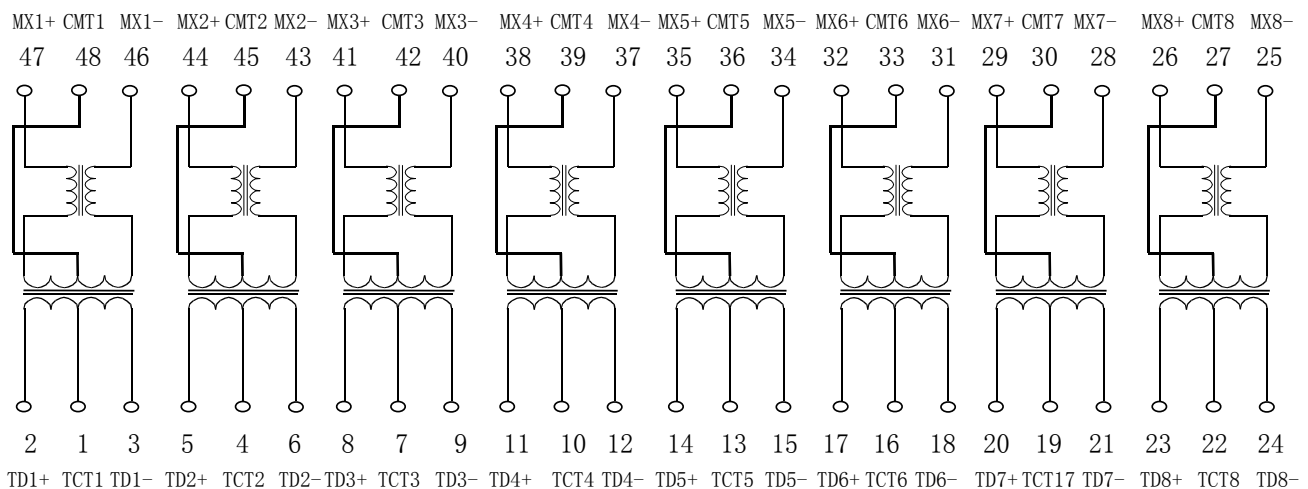 MX1+ CMT1 MX1- MX2+ CMT2 MX2- MX3+ CMT3 MX3- MX4+ CMT4 MX4- MX5+ CMT5 MX5- MX6+ CMT6 MX6- MX7+ CMT7 MX7- MX8+ CMT8 MX8-
47 48 46 44 45 43 41 42 40 38 39 37 35 36 34 32 33 31 29 30 28 26 27 25
2 1 3 5 4 6 8 7 9 11 10 12 14 13 15 17 16 18 20 19 21 23 22 24
TD1+ TCT1 TD1- TD2+ TCT2 TD2- TD3+ TCT3 TD3- TD4+ TCT4 TD4- TD5+ TCT5 TD5- TD6+ TCT6 TD6- TD7+ TCT17 TD7- TD8+ TCT8 TD8-